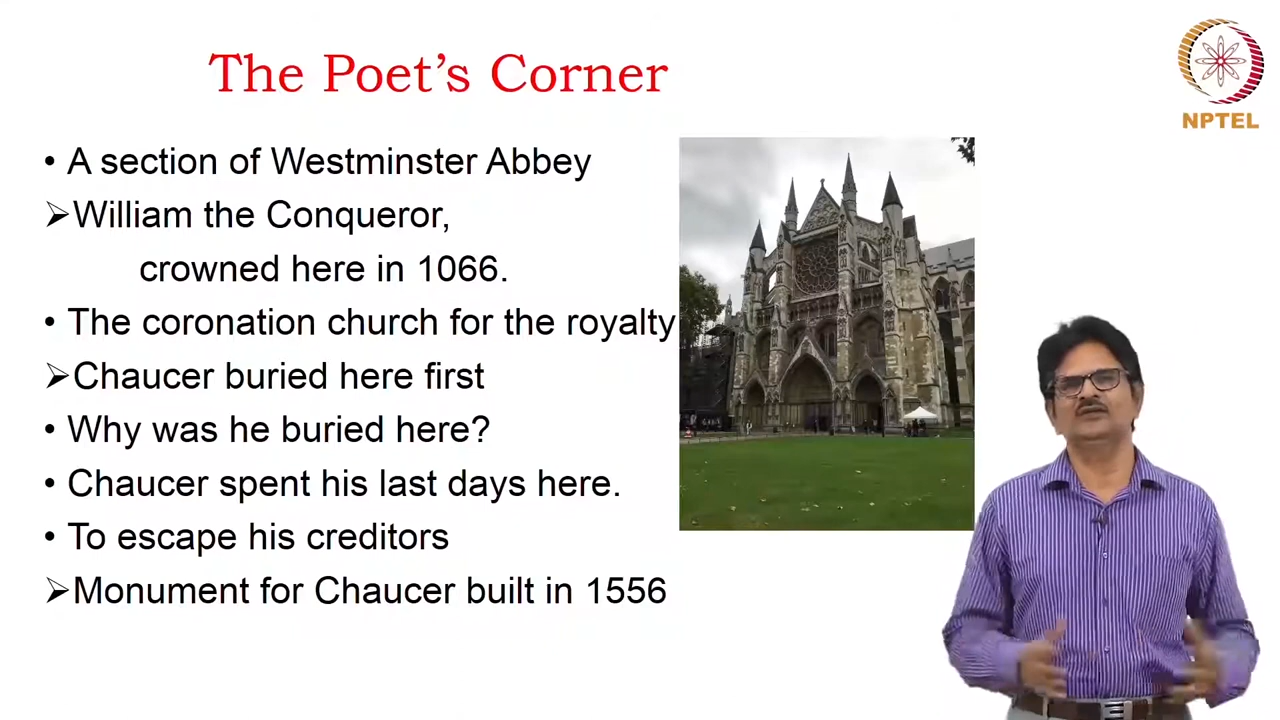 The Poet's Corner
NPTEL
• A section of Westminster Abbey
➢William the Conqueror,
crowned here in 1066.
• The coronation church for the royalty
➢Chaucer buried here first
• Why was he buried here?
• Chaucer spent his last days here.
• To escape his creditors
➢Monument for Chaucer built in 1556